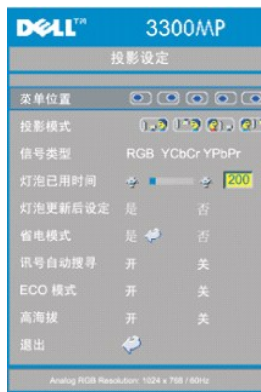 DELL™ 3300MP
投影设定
菜单位置
投影模式
信号类型 RGB YCbCr YPbPr
灯泡已用时间 200
灯泡更新后设定 是 否
省电模式 是 否
讯号自动搜寻 开 关
ECO 模式 开 关
高海拔 开 关
退出
Analog RGB Resolution: 1024 x 768 / 60Hz